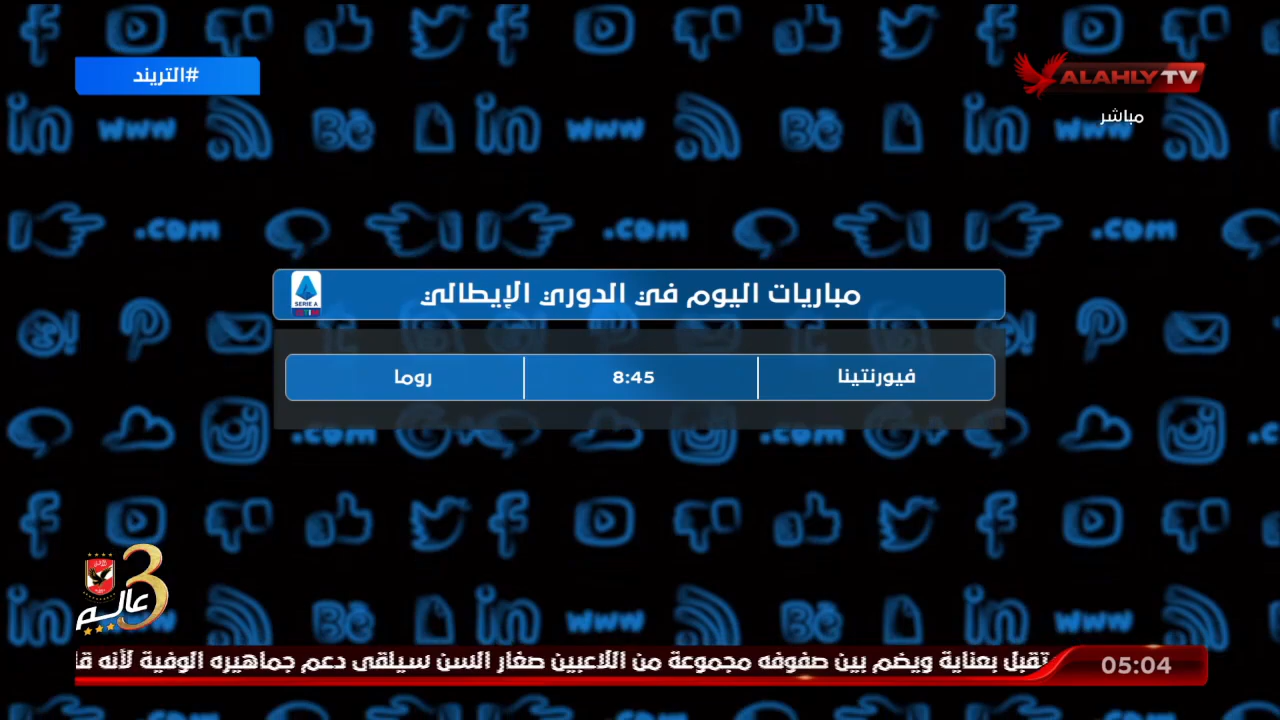 #التريند
ALAHLY TV
مباشر
مباريات اليوم في الدوري الإيطالي
SERIE A
فيورنتينا 8:45 روما
3 عالم
05:04
تقبل بعناية ويضم بين صفوفه مجموعة من اللاعبين صغار السن سيلقى دعم جماهيره الوفية لأنه